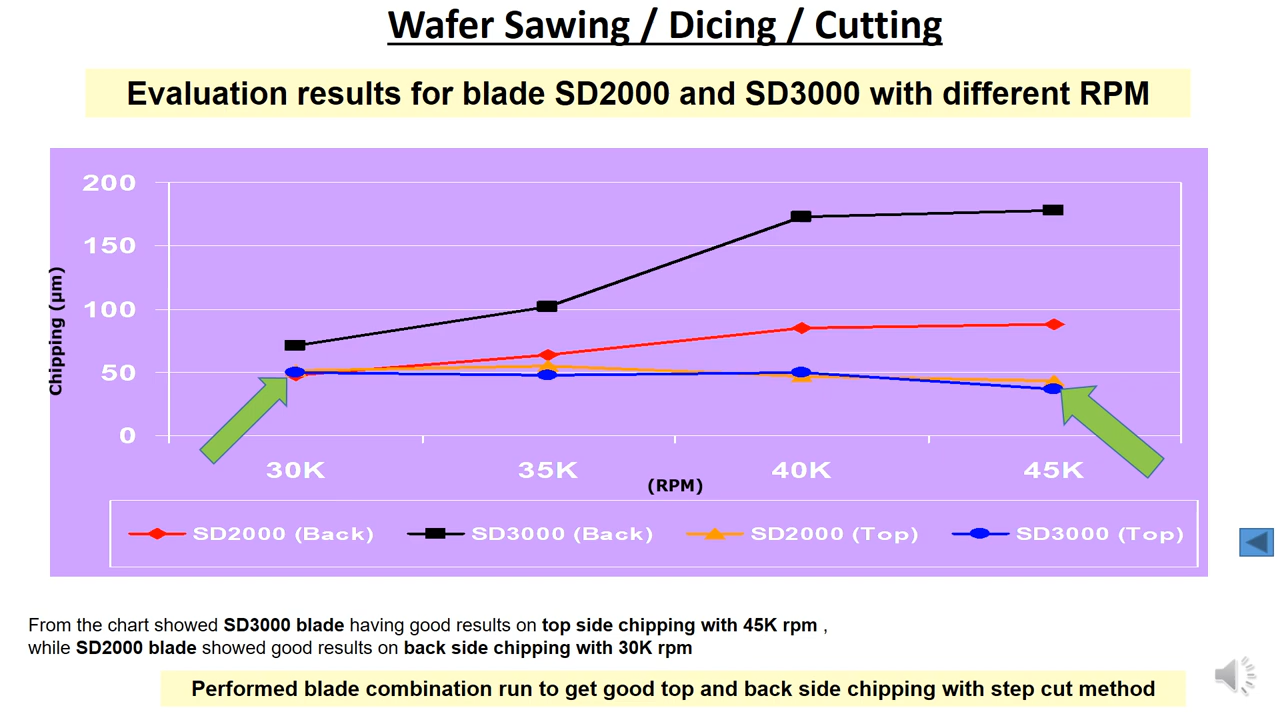 Wafer Sawing / Dicing / Cutting
Evaluation results for blade SD2000 and SD3000 with different RPM
200
150
100
50
0
Chipping (µm)
30K 35K 40K 45K
(RPM)
SD2000 (Back) SD3000 (Back) SD2000 (Top) SD3000 (Top)
From the chart showed SD3000 blade having good results on top side chipping with 45K rpm ,
while SD2000 blade showed good results on back side chipping with 30K rpm
Performed blade combination run to get good top and back side chipping with step cut method